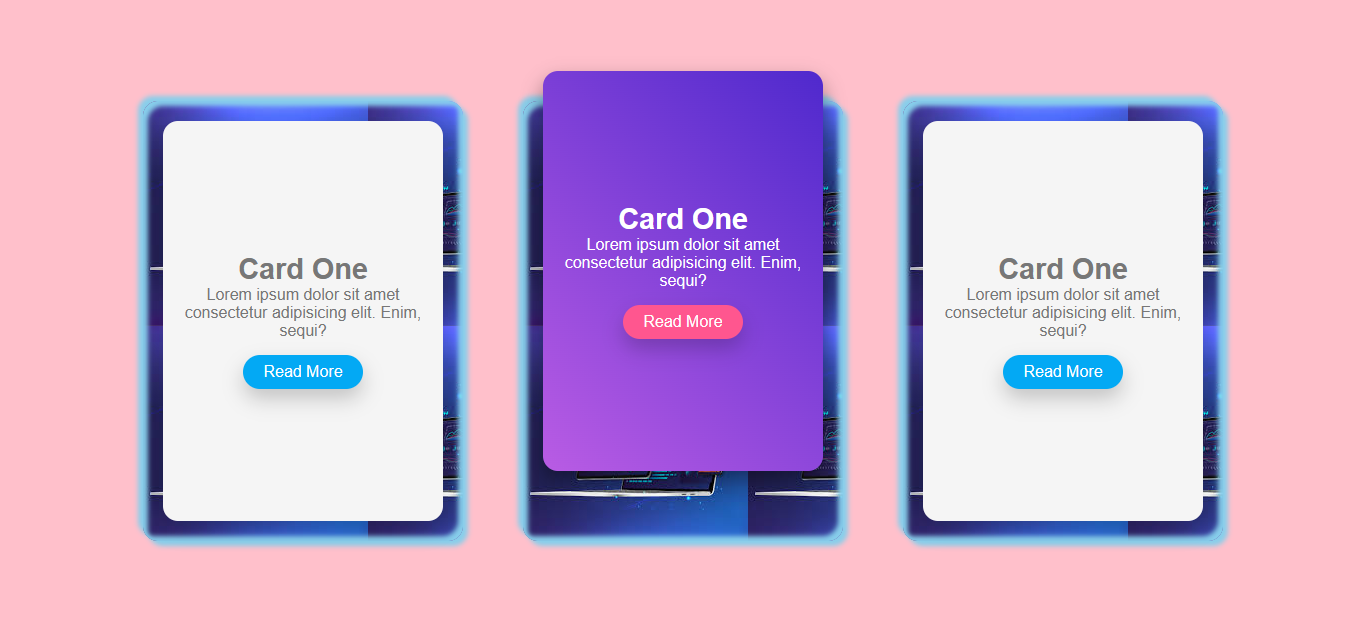 Card One
Lorem ipsum dolor sit amet
consectetur adipisicing elit. Enim,
sequi?
Read More
Card One
Lorem ipsum dolor sit amet
consectetur adipisicing elit. Enim,
sequi?
Read More
Card One
Lorem ipsum dolor sit amet
consectetur adipisicing elit. Enim,
sequi?
Read More